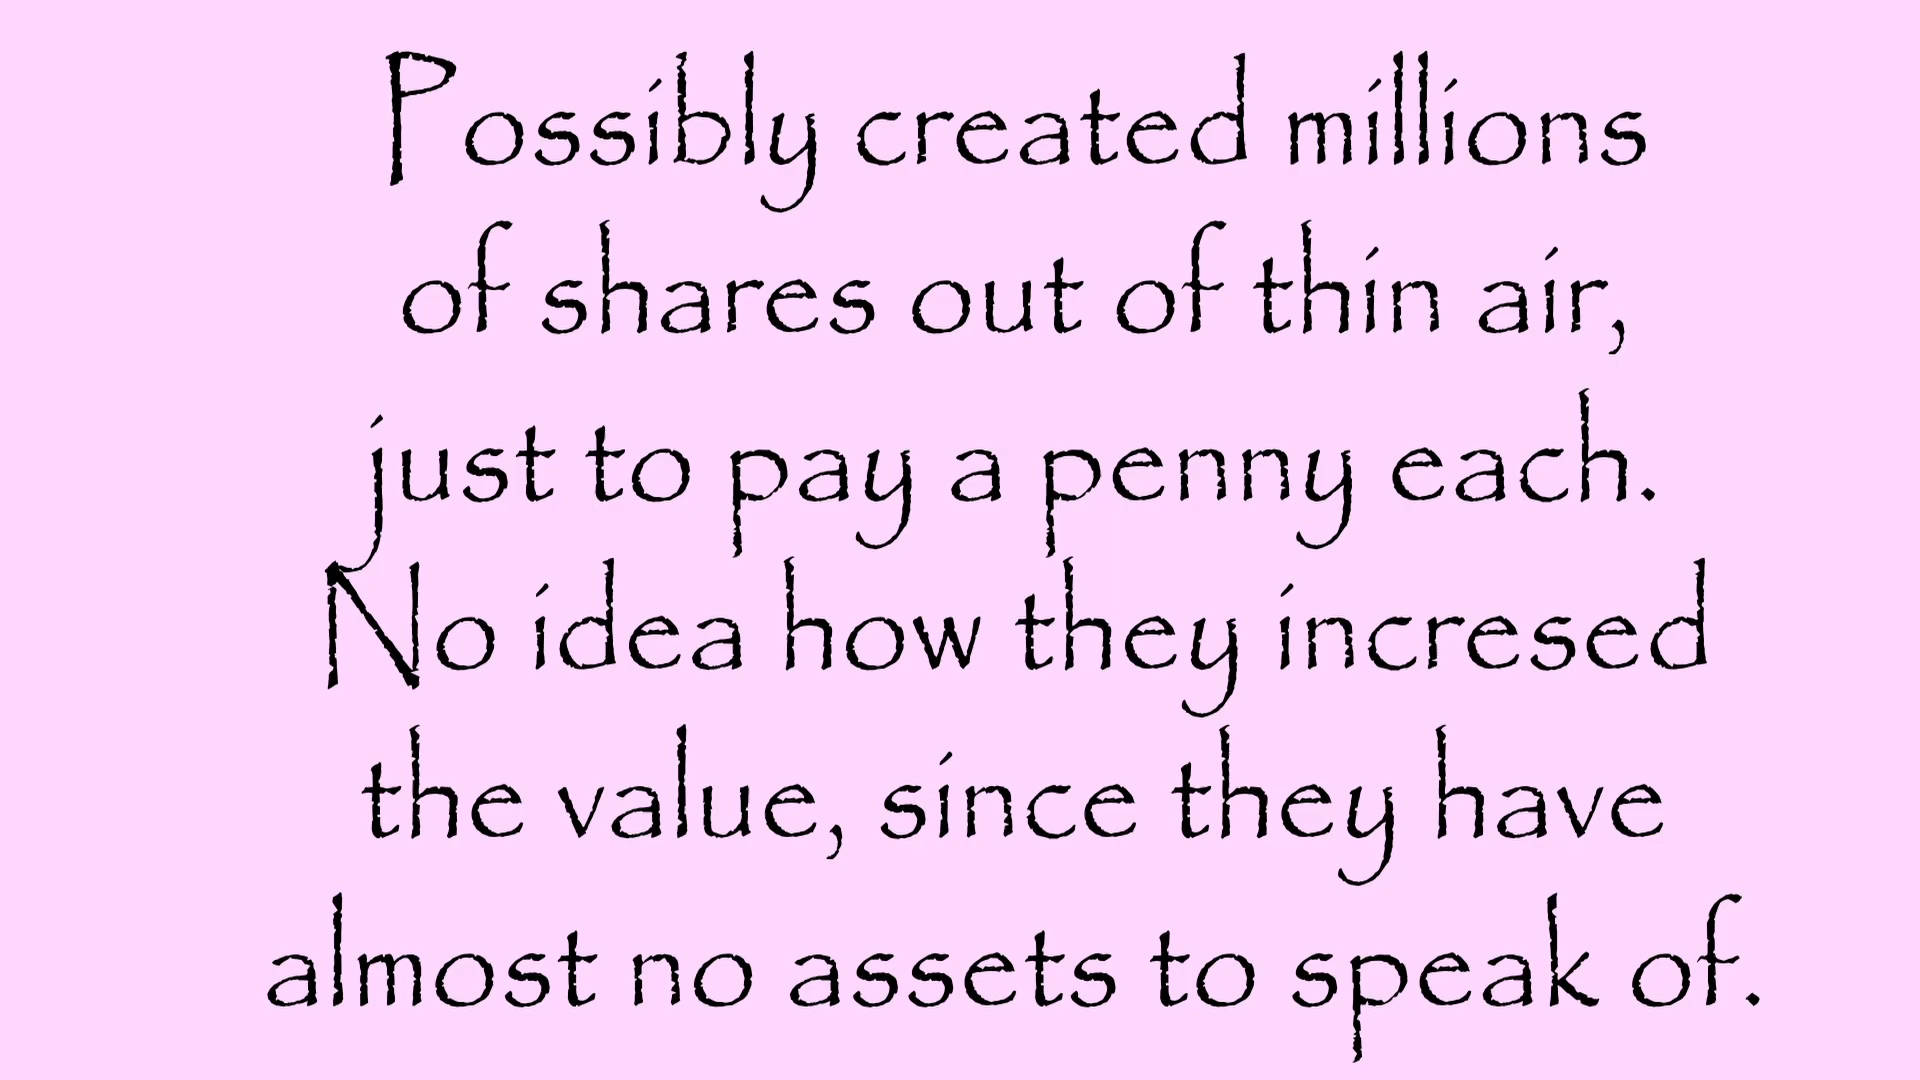 Possibly created millions
of shares out of thin air,
just to pay a penny each.
No idea how they incresed
the value, since they have
almost no assets to speak of.